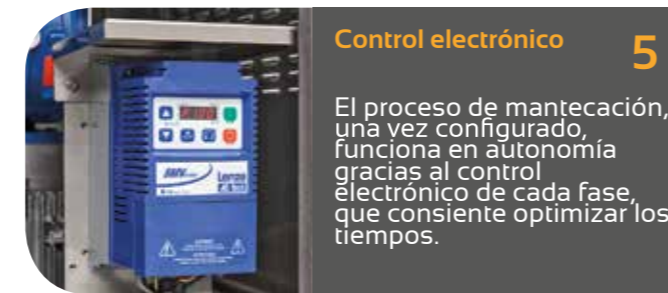 Control electrónico
5
El proceso de mantecación,
una vez configurado,
funciona en autonomía
gracias al control
electrónico de cada fase,
que consiente optimizar los
tiempos.
Lenze